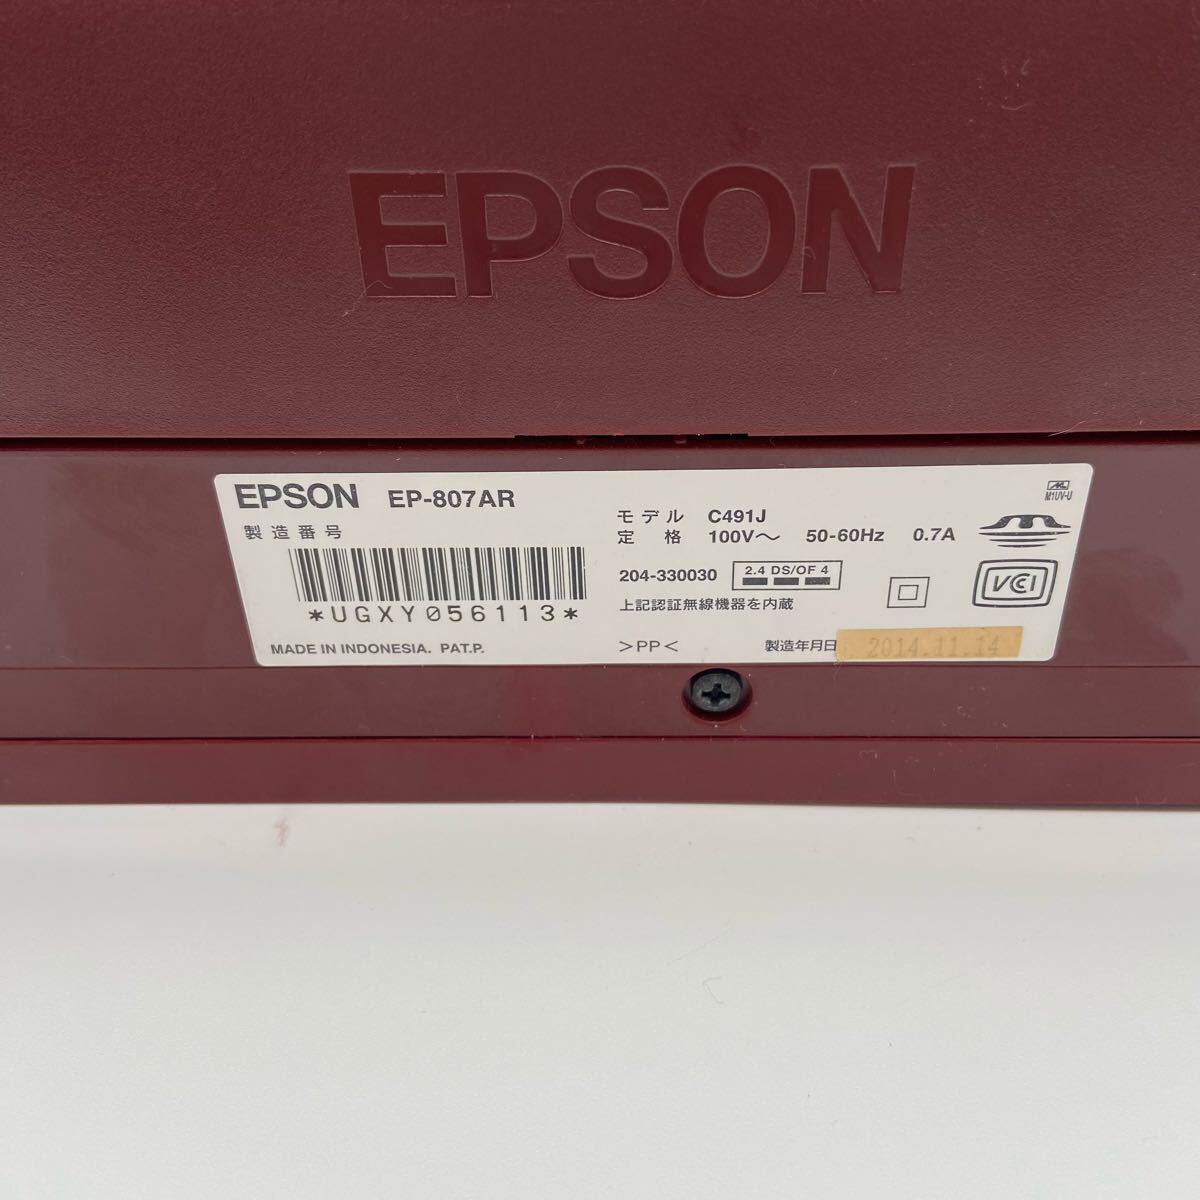 EPSON
EPSON EP-807AR
製造番号
*UGXY056113*
MADE IN INDONESIA. PAT.P.
モデル C491J
定格 100V～ 50-60Hz 0.7A
204-330030 2.4 DS/OF 4
上記認証無線機器を内蔵
>PP<
製造年月日 2014.11.14
M1UV-U
VCI